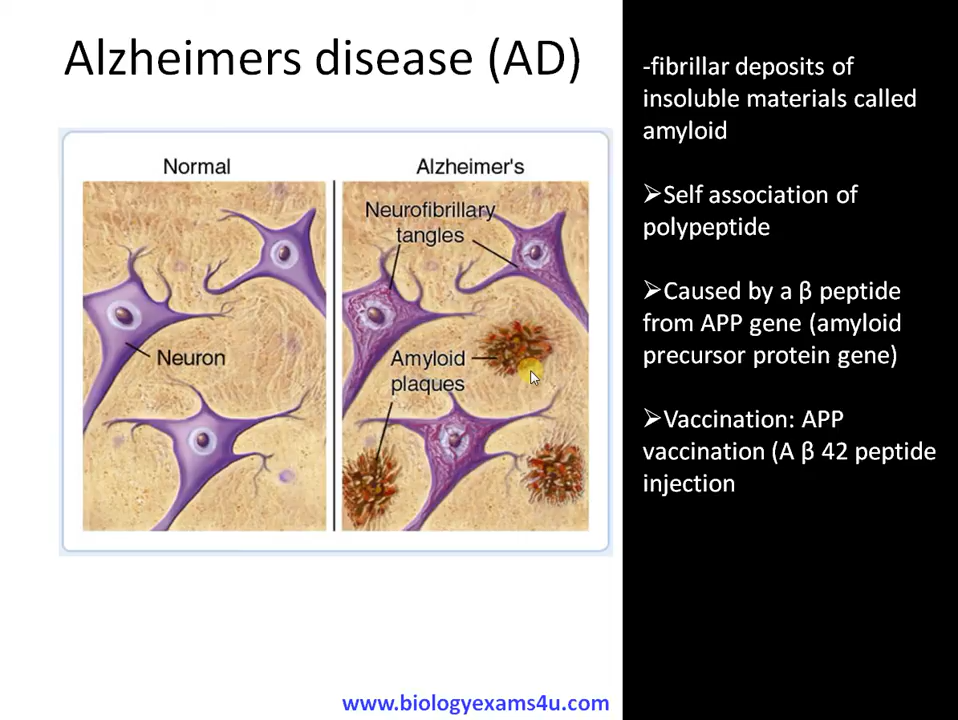 Alzheimers disease (AD)
Normal
Alzheimer's
Neurofibrillary
tangles
Neuron
Amyloid
plaques
-fibrillar deposits of
insoluble materials called
amyloid
➢Self association of
polypeptide
➢Caused by a β peptide
from APP gene (amyloid
precursor protein gene)
➢Vaccination: APP
vaccination (A β 42 peptide
injection
www.biologyexams4u.com